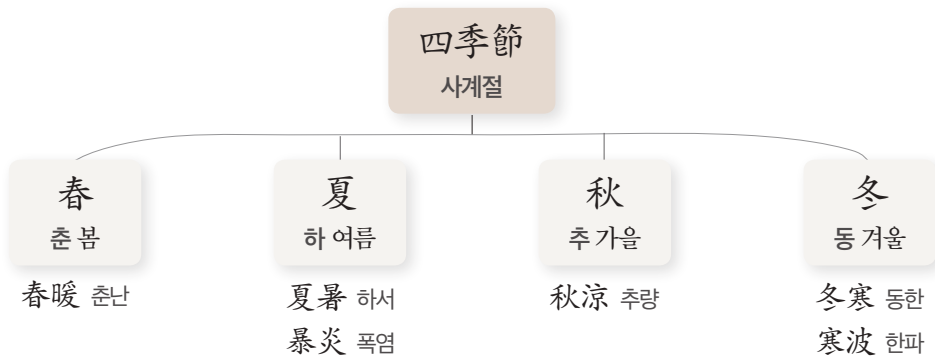 四季節
사계절
春
춘 봄
春暖 춘난
夏
하 여름
夏暑 하서
暴炎 폭염
秋
추 가을
秋涼 추량
冬
동 겨울
冬寒 동한
寒波 한파